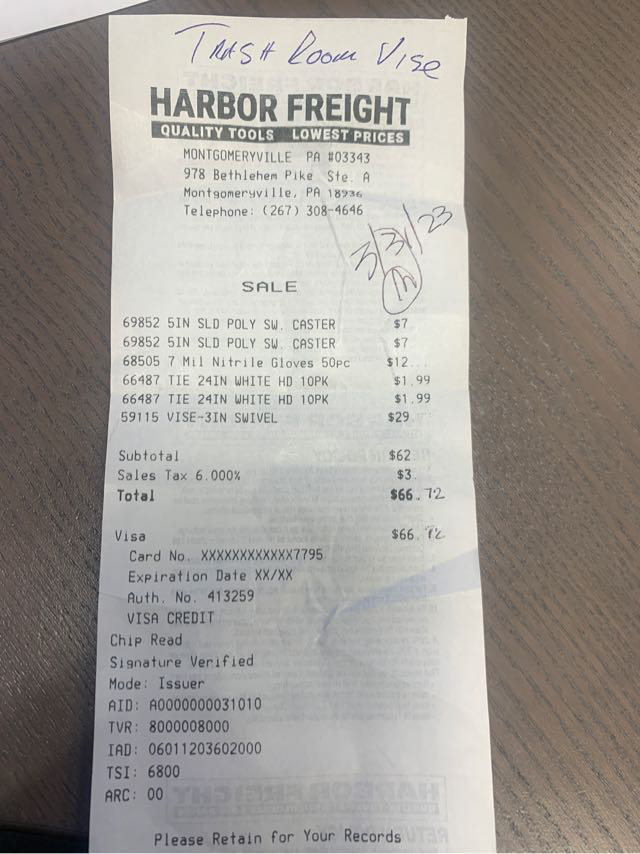 TRASH ROOM VISE
HARBOR FREIGHT
QUALITY TOOLS LOWEST PRICES
MONTGOMERYVILLE PA #03343
978 Bethlehem Pike Ste. A
Montgomeryville, PA 18936
Telephone: (267) 308-4646
3/31/23
SALE
69852 5IN SLD POLY SW. CASTER $7
69852 5IN SLD POLY SW. CASTER $7
68505 7 Mil Nitrile Gloves 50pc $12
66487 TIE 24IN WHITE HD 10PK $1.99
66487 TIE 24IN WHITE HD 10PK $1.99
59115 VISE-3IN SWIVEL $29
Subtotal $62
Sales Tax 6.000% $3
Total $66.72
Visa $66.72
Card No. XXXXXXXXXXXX7795
Expiration Date XX/XX
Auth. No. 413259
VISA CREDIT
Chip Read
Signature Verified
Mode: Issuer
AID: A0000000031010
TVR: 8000008000
IAD: 06011203602000
TSI: 6800
ARC: 00
Please Retain for Your Records